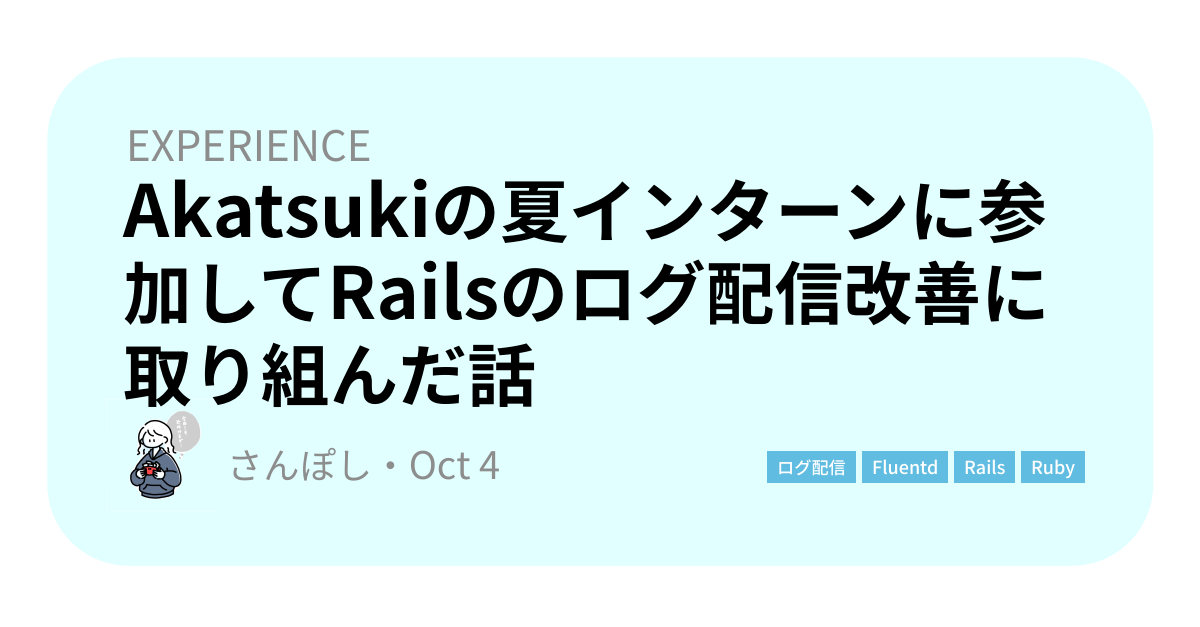 EXPERIENCE
Akatsukiの夏インターンに参
加してRailsのログ配信改善に
取り組んだ話
さんぽし・Oct 4
ログ配信 Fluentd Rails Ruby